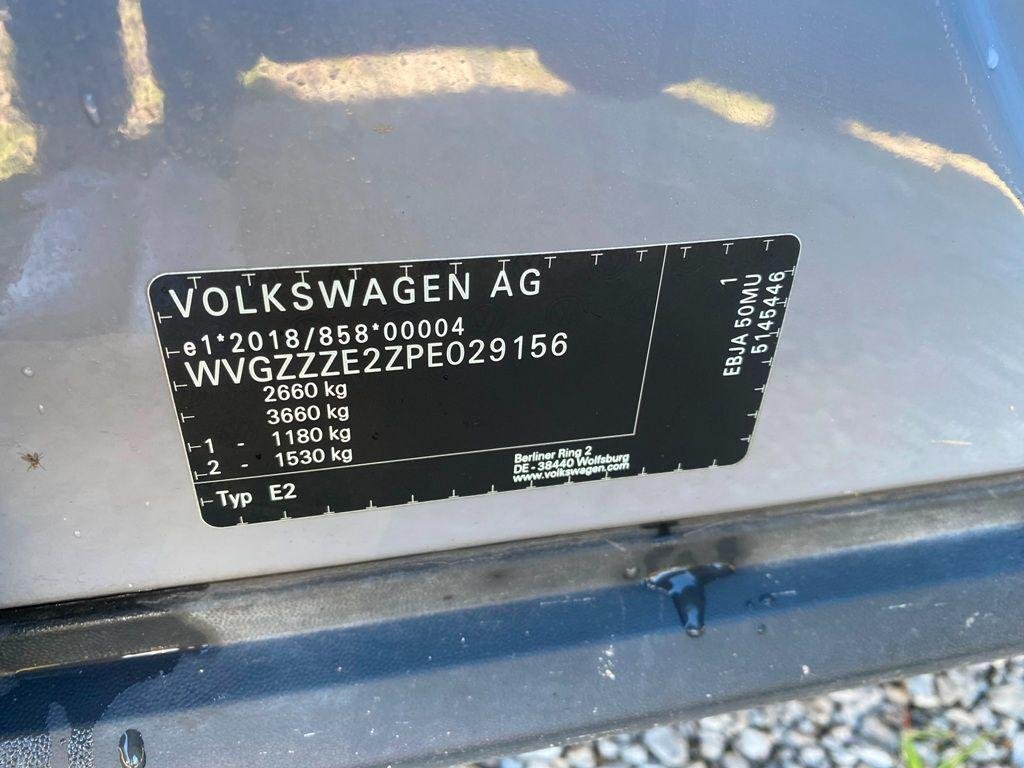 VOLKSWAGEN AG
e1*2018/858*00004
WVGZZZE2ZPE029156
2660 kg
3660 kg
1 - 1180 kg
2 - 1530 kg
Typ E2
Berliner Ring 2
DE - 38440 Wolfsburg
www.volkswagen.com
1
EBJA 50MU
5145446